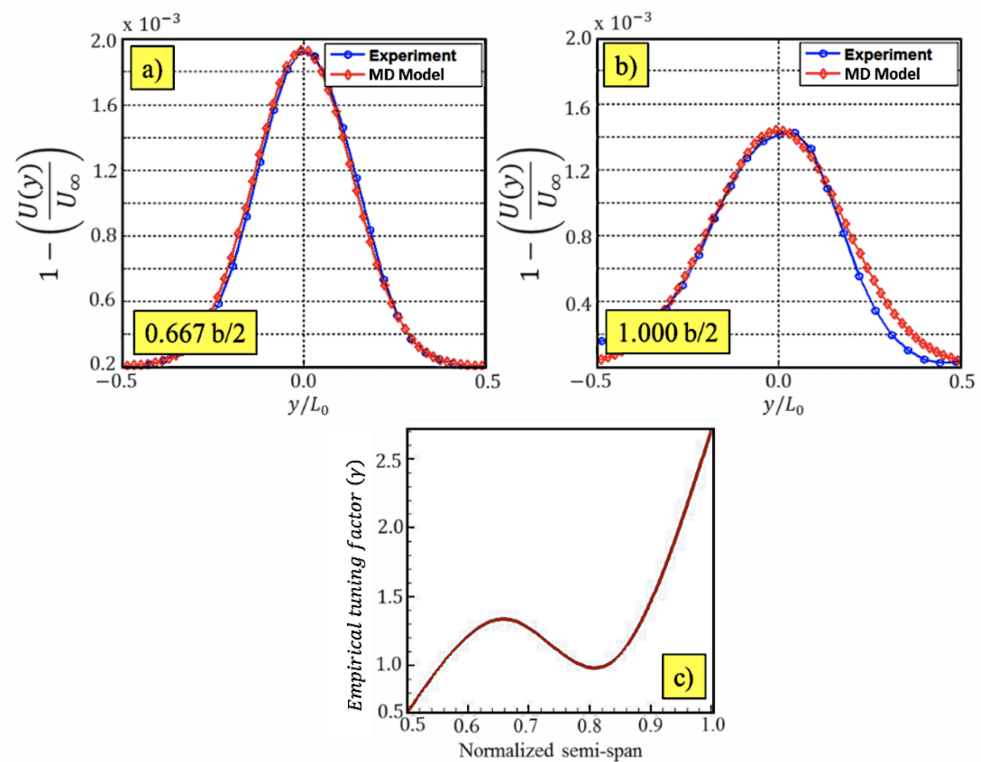 x 10⁻³
2.0
1.6
1.2
0.8
0.6
0.2
1 − (U(y)/U∞)
a)
Experiment
MD Model
0.667 b/2
−0.5
0.0
0.5
y/L₀
x 10⁻³
2.0
1.6
1.2
0.8
0.4
1 − (U(y)/U∞)
b)
Experiment
MD Model
1.000 b/2
−0.5
0.0
0.5
y/L₀
Empirical tuning factor (γ)
2.5
2.0
1.5
1.0
0.5
c)
0.5
0.6
0.7
0.8
0.9
1.0
Normalized semi-span